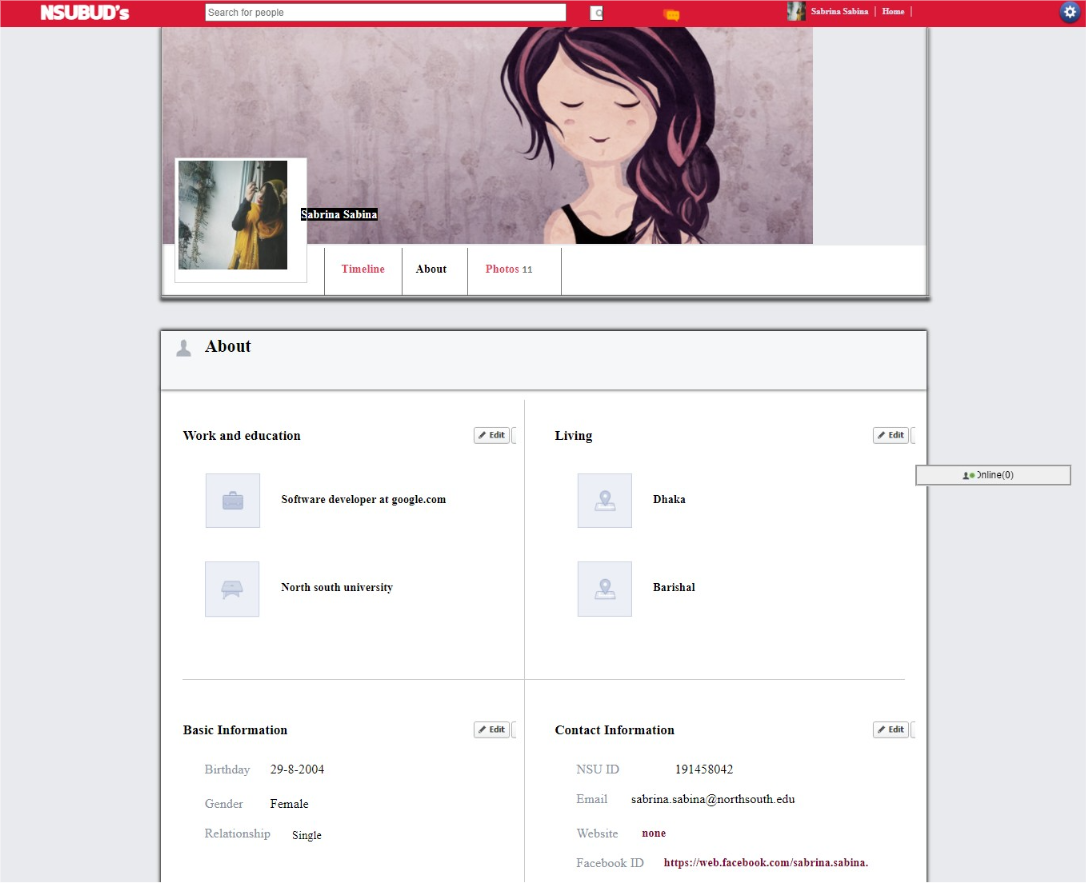 NSUBUD's
Search for people
Sabrina Sabina
Home
Sabrina Sabina
Timeline
About
Photos 11
About
Work and education
Edit
Living
Edit
Software developer at google.com
Dhaka
North south university
Barishal
Online(0)
Basic Information
Edit
Contact Information
Edit
Birthday 29-8-2004
NSU ID 191458042
Gender Female
Email sabrina.sabina@northsouth.edu
Relationship Single
Website none
Facebook ID https://web.facebook.com/sabrina.sabina.